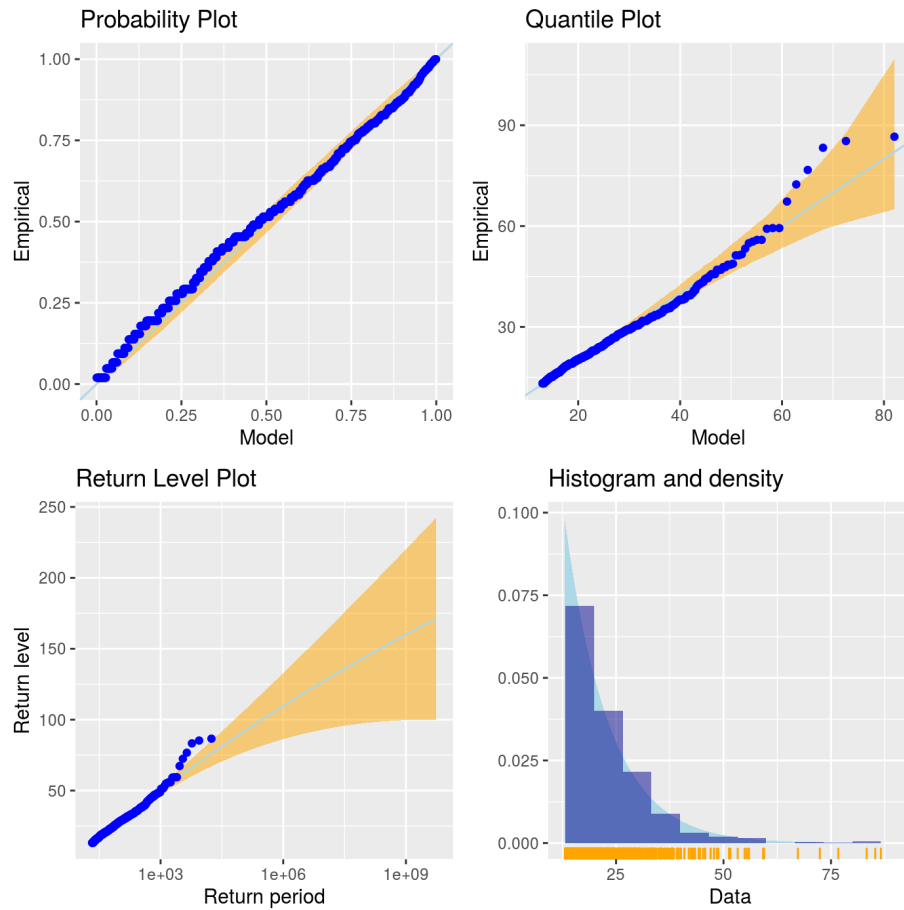 Probability Plot
1.00
0.75
0.50
0.25
0.00
Empirical
0.00 0.25 0.50 0.75 1.00
Model
Quantile Plot
90
60
30
Empirical
20 40 60 80
Model
Return Level Plot
250
200
150
100
50
Return level
1e+03 1e+06 1e+09
Return period
Histogram and density
0.100
0.075
0.050
0.025
0.000
25 50 75
Data